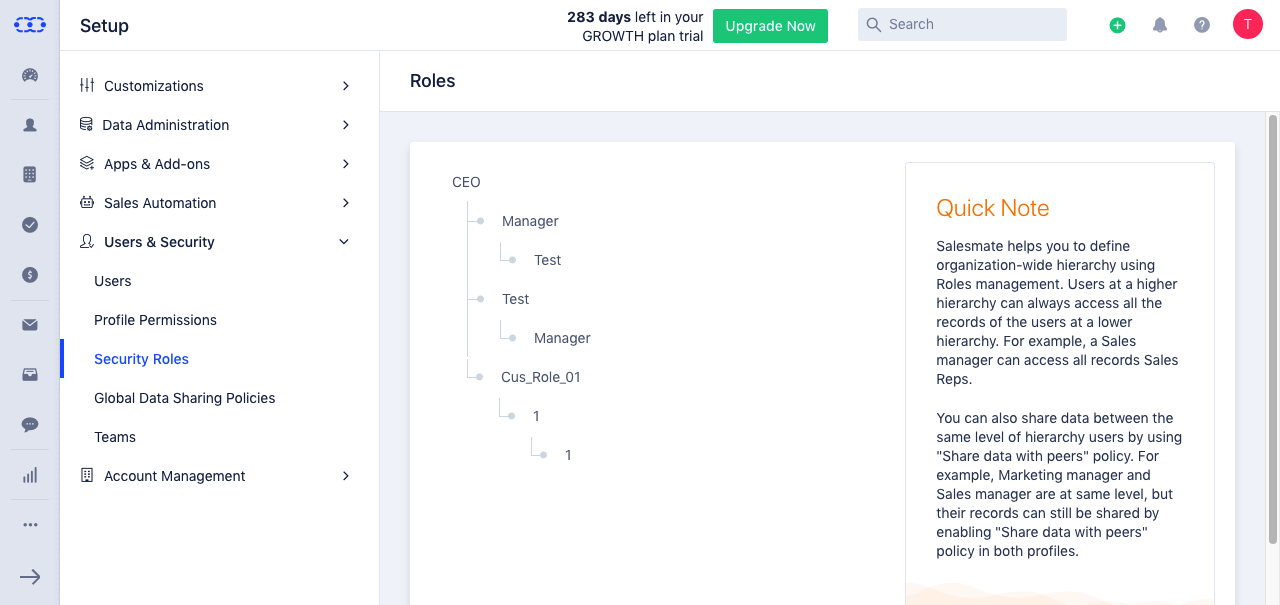 Setup
283 days left in your
GROWTH plan trial
Upgrade Now
Search
T
Customizations
Data Administration
Apps & Add-ons
Sales Automation
Users & Security
Users
Profile Permissions
Security Roles
Global Data Sharing Policies
Teams
Account Management
Roles
CEO
Manager
Test
Test
Manager
Cus_Role_01
1
1
Quick Note
Salesmate helps you to define
organization-wide hierarchy using
Roles management. Users at a higher
hierarchy can always access all the
records of the users at a lower
hierarchy. For example, a Sales
manager can access all records Sales
Reps.
You can also share data between the
same level of hierarchy users by using
"Share data with peers" policy. For
example, Marketing manager and
Sales manager are at same level, but
their records can still be shared by
enabling "Share data with peers"
policy in both profiles.